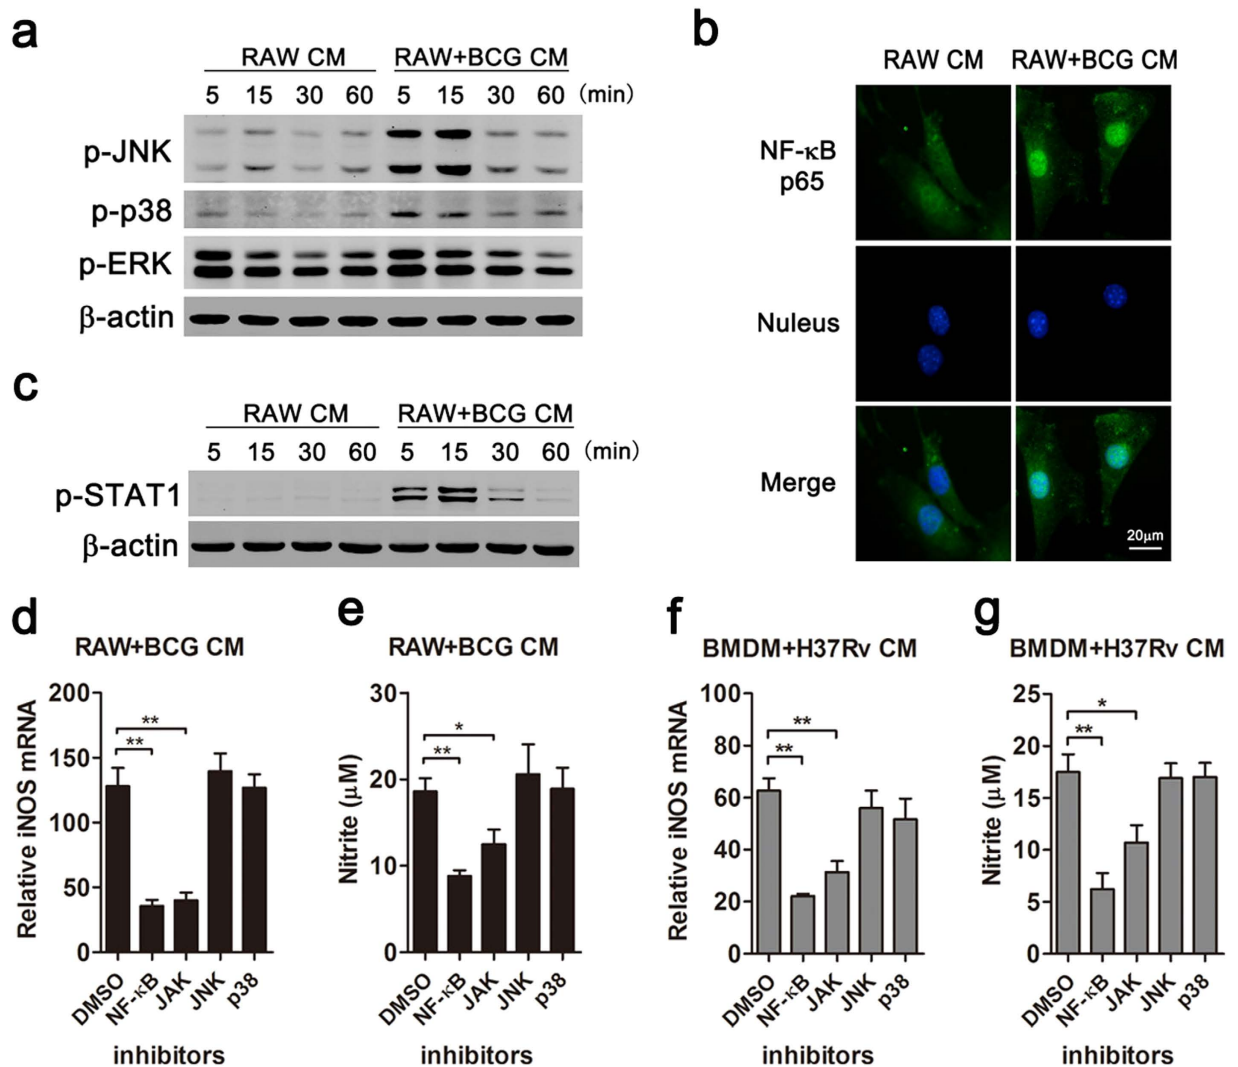 a
RAW CM RAW+BCG CM
5 15 30 60 5 15 30 60 (min)
p-JNK
p-p38
p-ERK
β-actin
b
RAW CM RAW+BCG CM
NF-κB
p65
Nuleus
Merge
20μm
c
RAW CM RAW+BCG CM
5 15 30 60 5 15 30 60 (min)
p-STAT1
β-actin
d
RAW+BCG CM
Relative iNOS mRNA
200
150
100
50
0
**
**
DMSO NF-κB JAK JNK p38
inhibitors
e
RAW+BCG CM
Nitrite (μM)
30
20
10
0
*
**
DMSO NF-κB JAK JNK p38
inhibitors
f
BMDM+H37Rv CM
Relative iNOS mRNA
100
80
60
40
20
0
**
**
DMSO NF-κB JAK JNK p38
inhibitors
g
BMDM+H37Rv CM
Nitrite (μM)
25
20
15
10
5
0
*
**
DMSO NF-κB JAK JNK p38
inhibitors